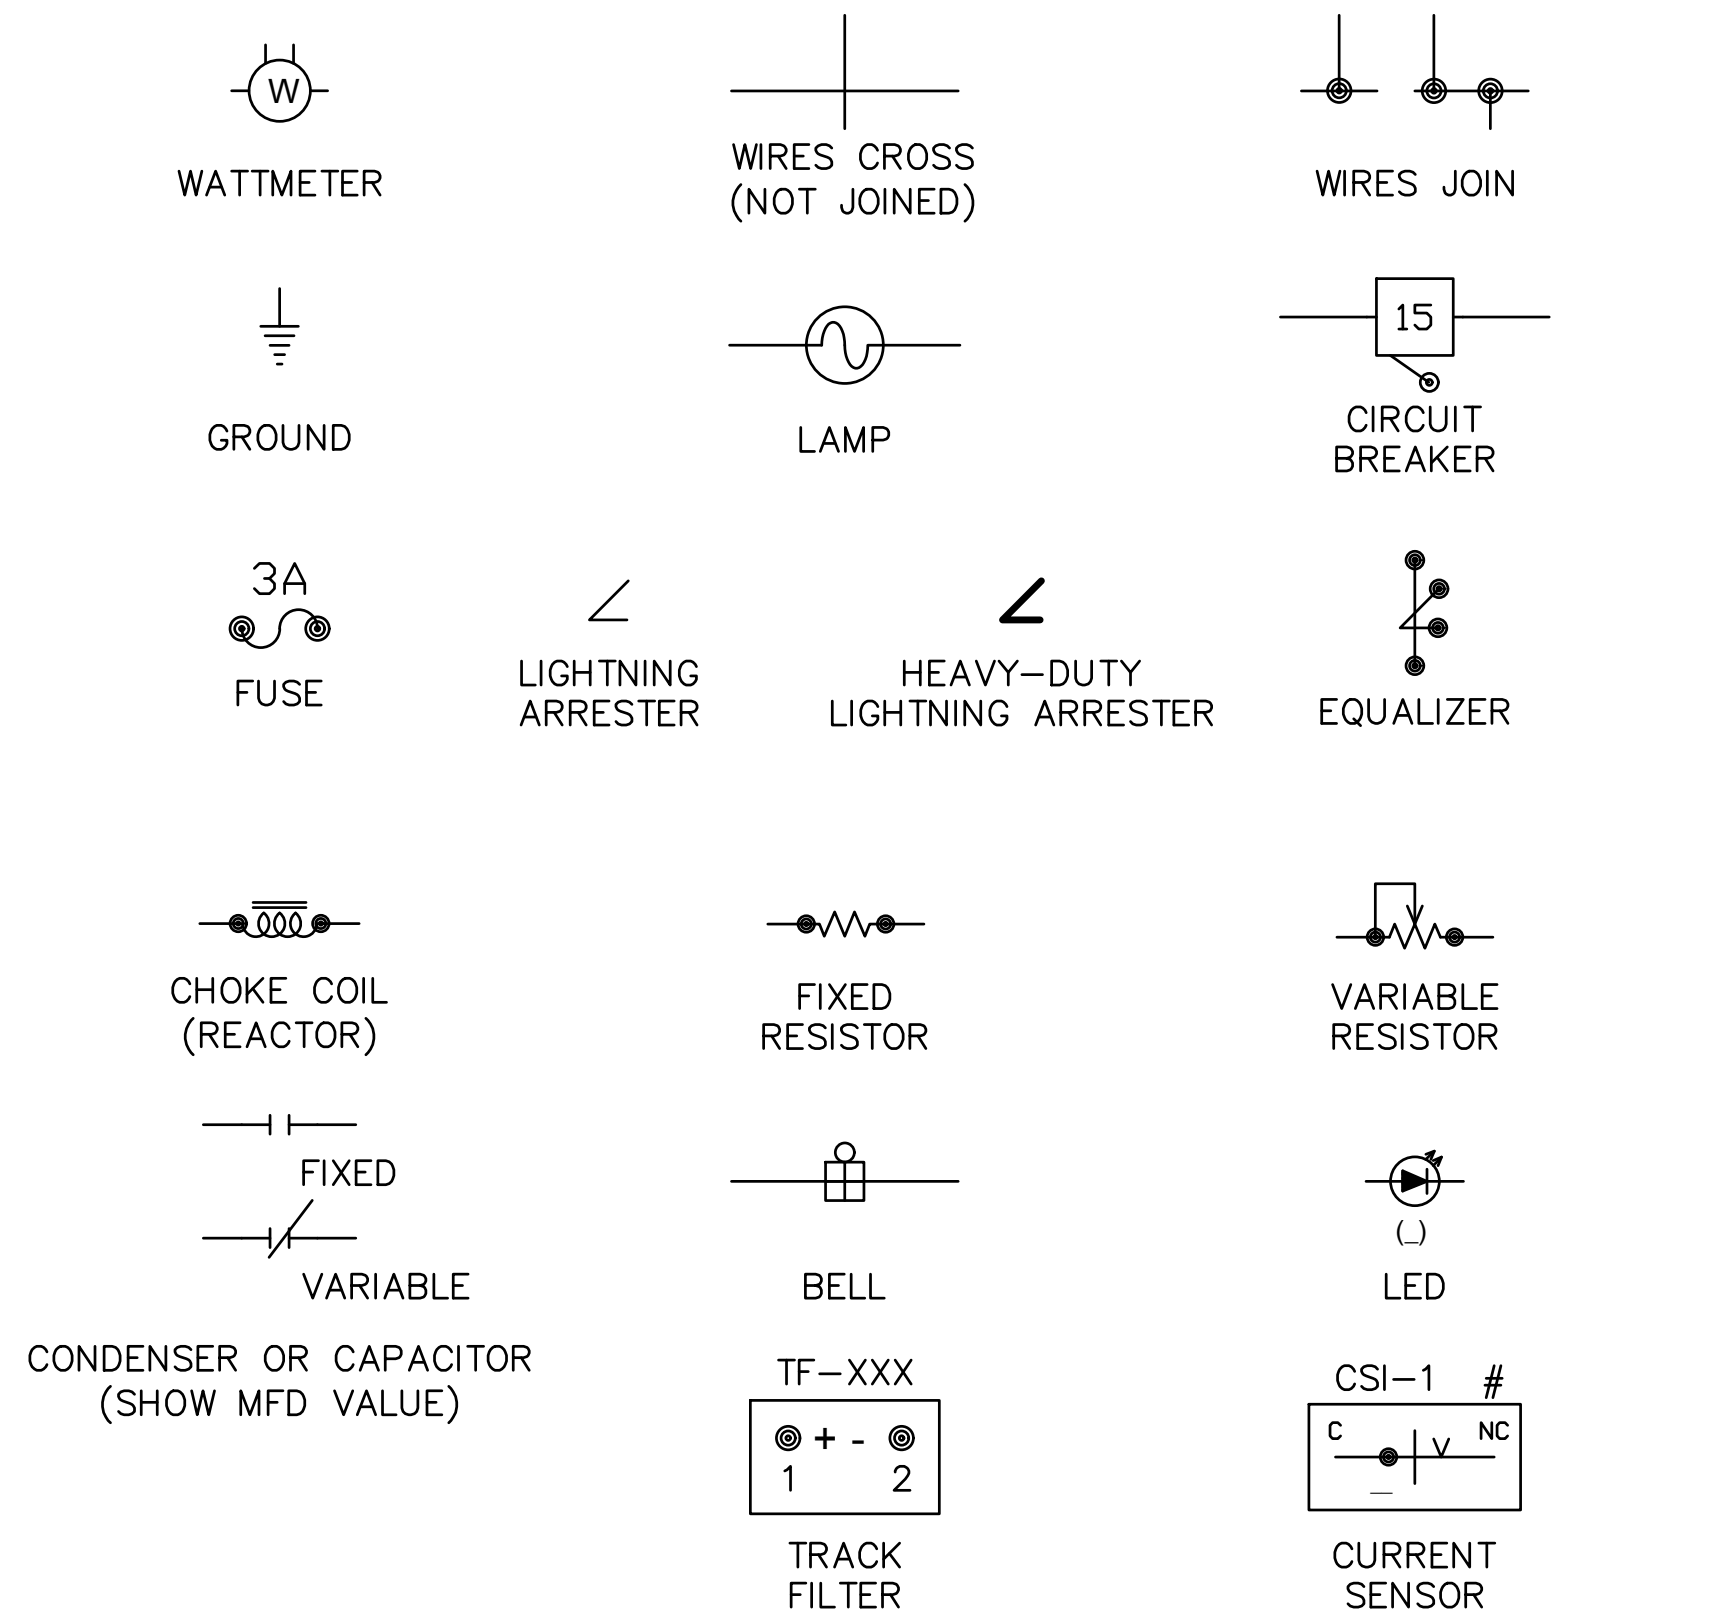 W
WATTMETER
WIRES CROSS
(NOT JOINED)
WIRES JOIN
GROUND
LAMP
15
CIRCUIT
BREAKER
3A
FUSE
LIGHTNING
ARRESTER
HEAVY-DUTY
LIGHTNING ARRESTER
EQUALIZER
CHOKE COIL
(REACTOR)
FIXED
RESISTOR
VARIABLE
RESISTOR
FIXED
VARIABLE
CONDENSER OR CAPACITOR
(SHOW MFD VALUE)
BELL
(_)
LED
TF-XXX
+ -
1 2
TRACK
FILTER
CSI-1 #
C NC
_
CURRENT
SENSOR